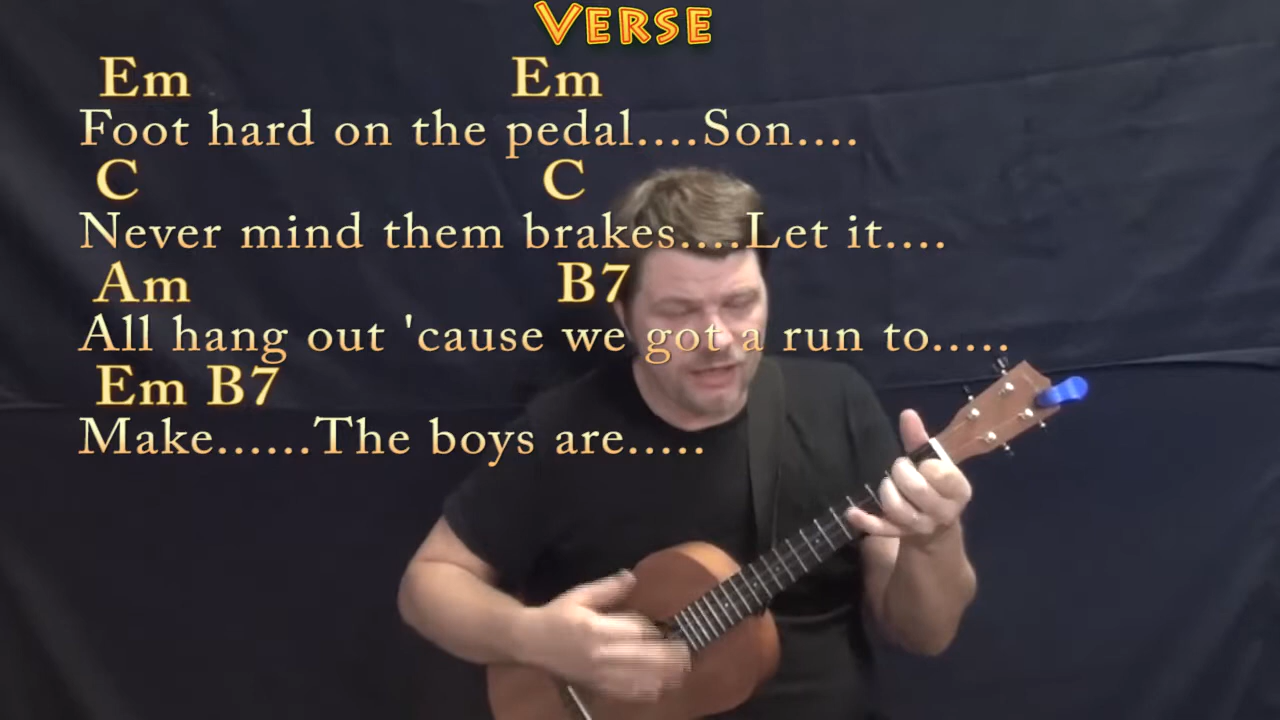 VERSE
Em Em
Foot hard on the pedal....Son....
C C
Never mind them brakes....Let it....
Am B7
All hang out 'cause we got a run to.....
Em B7
Make......The boys are.....